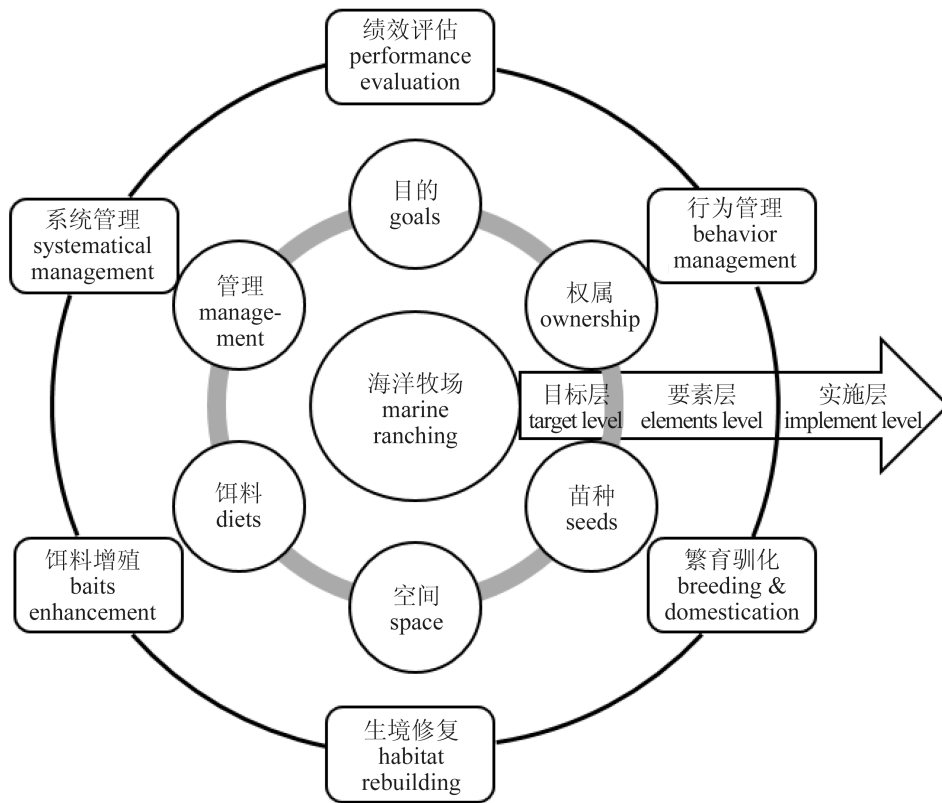 绩效评估
performance
evaluation
目的
goals
系统管理
systematical
management
行为管理
behavior
management
管理
manage-
ment
权属
ownership
海洋牧场
marine
ranching
目标层
target level
要素层
elements level
实施层
implement level
饵料
diets
苗种
seeds
饵料增殖
baits
enhancement
空间
space
繁育驯化
breeding &
domestication
生境修复
habitat
rebuilding